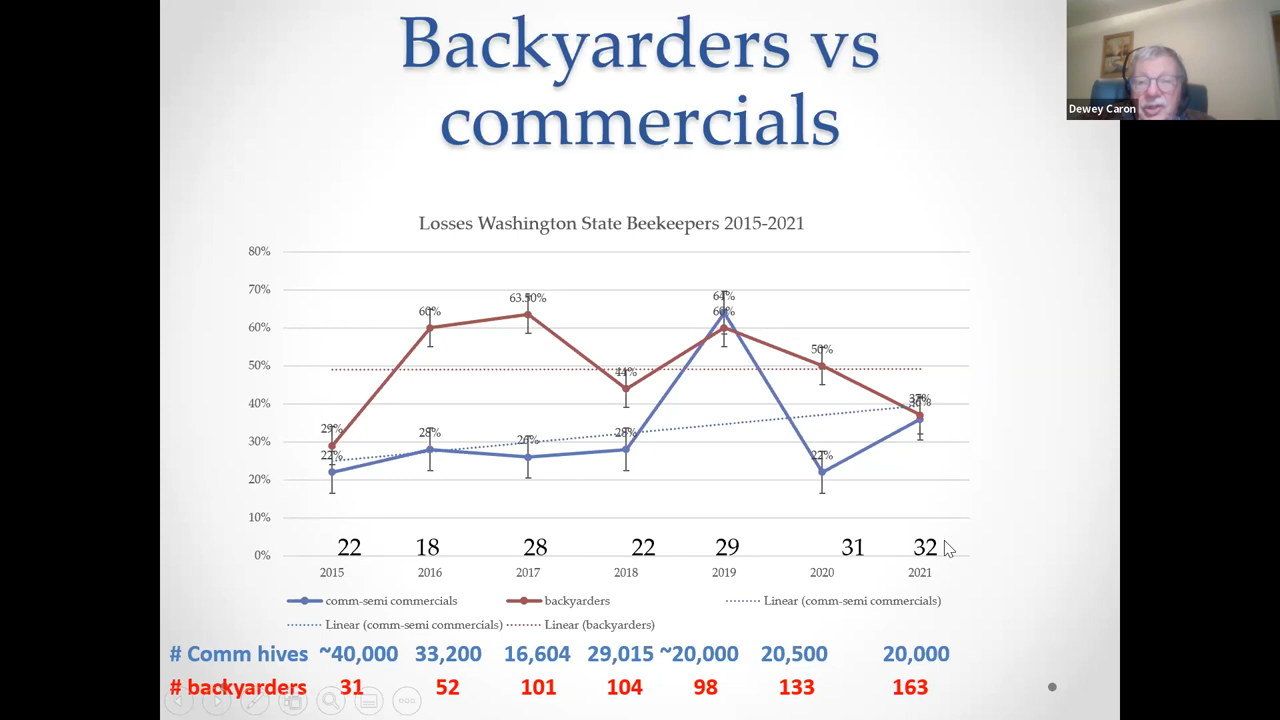 Backyarders vs
commercials
Dewey Caron
Losses Washington State Beekeepers 2015-2021
80%
70%
60%
50%
40%
30%
20%
10%
0%
29%
60%
63.50%
44%
60%
50%
37%
22%
28%
26%
28%
64%
22%
36%
22 18 28 22 29 31 32
2015 2016 2017 2018 2019 2020 2021
comm-semi commercials backyarders Linear (comm-semi commercials)
Linear (comm-semi commercials) Linear (backyarders)
# Comm hives ~40,000 33,200 16,604 29,015 ~20,000 20,500 20,000
# backyarders 31 52 101 104 98 133 163